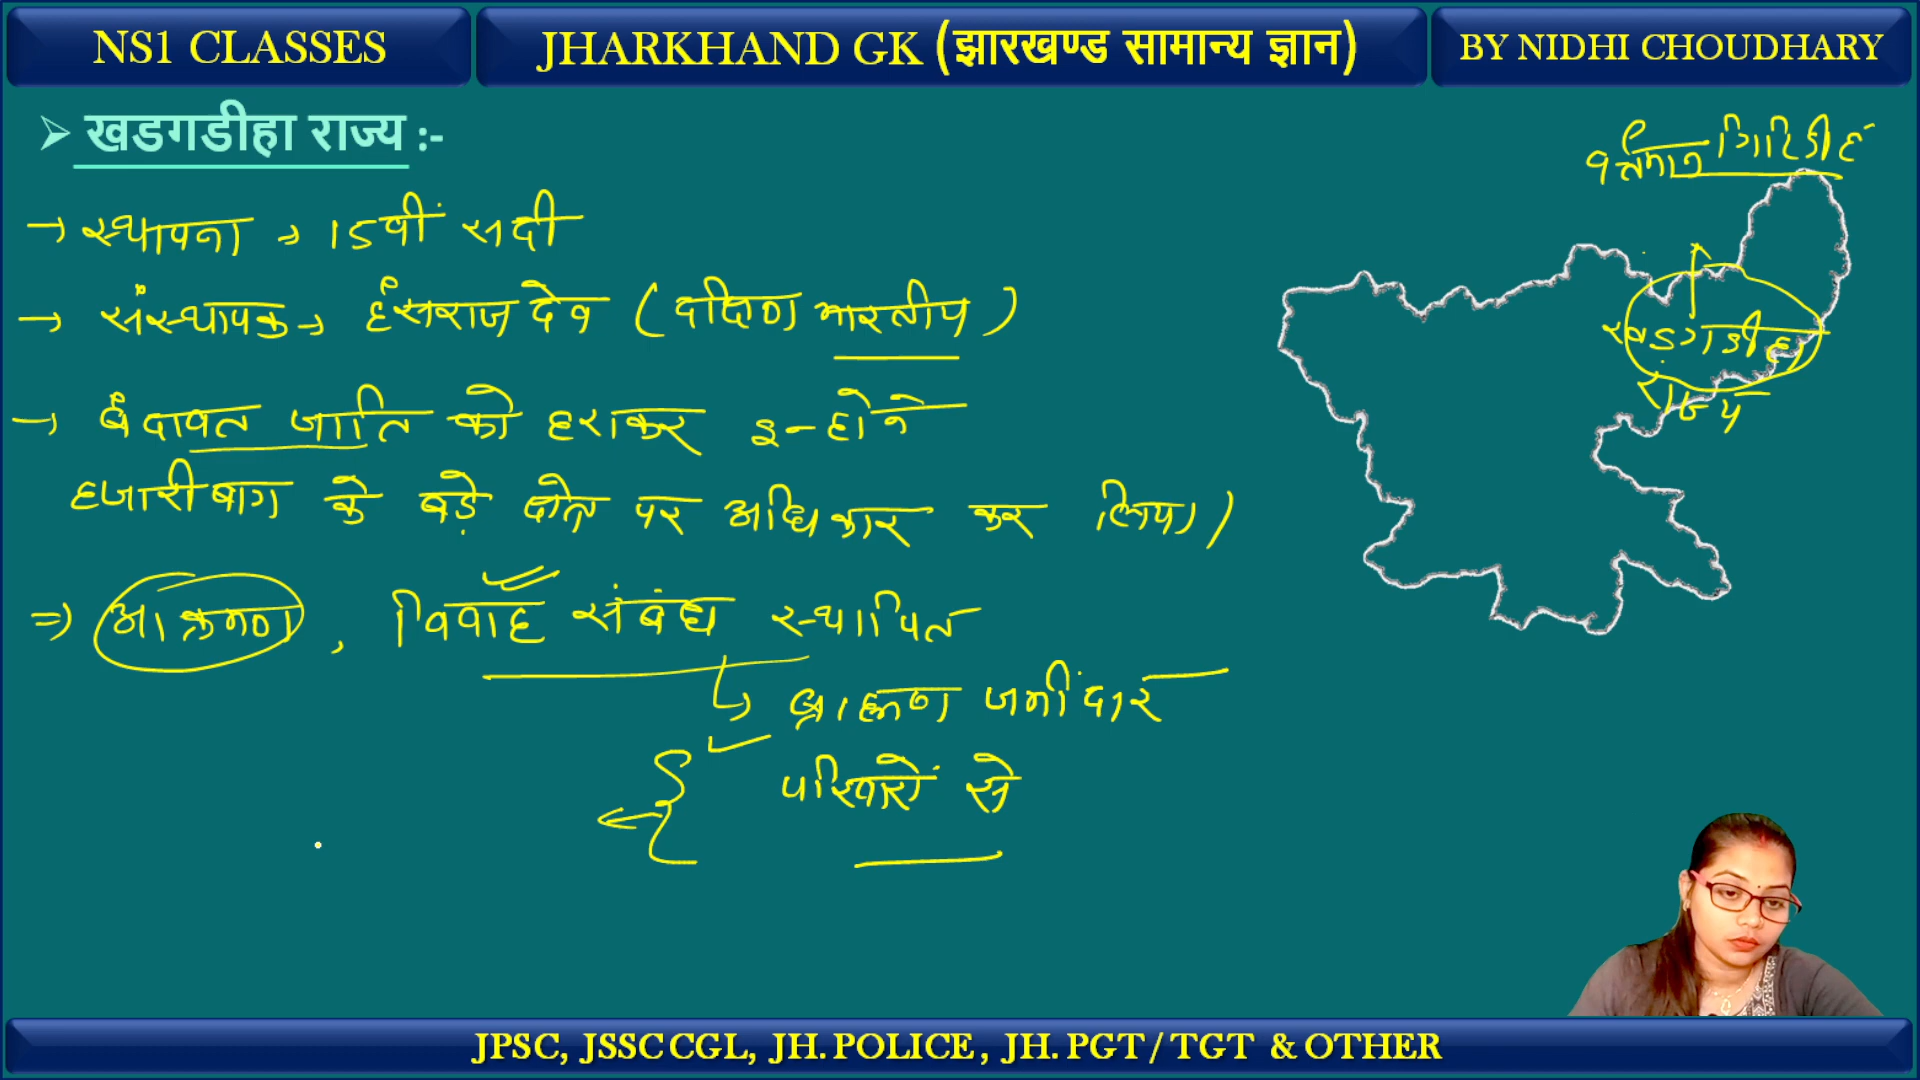 NS1 CLASSES
JHARKHAND GK (झारखण्ड सामान्य ज्ञान)
BY NIDHI CHOUDHARY
➢ खडगडीहा राज्य :-
वर्तमान गिरिडीह
→ स्थापना → 15वीं सदी
→ संस्थापक → हंसराज देव (दक्षिण भारतीय)
खडगडीहा
राज्य
→ बंदावत जाति को हराकर इन्होंने
हजारीबाग के बड़े क्षेत्र पर अधिकार कर लिया।
⇒ आक्रमण, विवाह संबंध स्थापित
↳ ब्राह्मण जमींदार
परिवारों से
JPSC, JSSC CGL, JH. POLICE, JH. PGT / TGT & OTHER